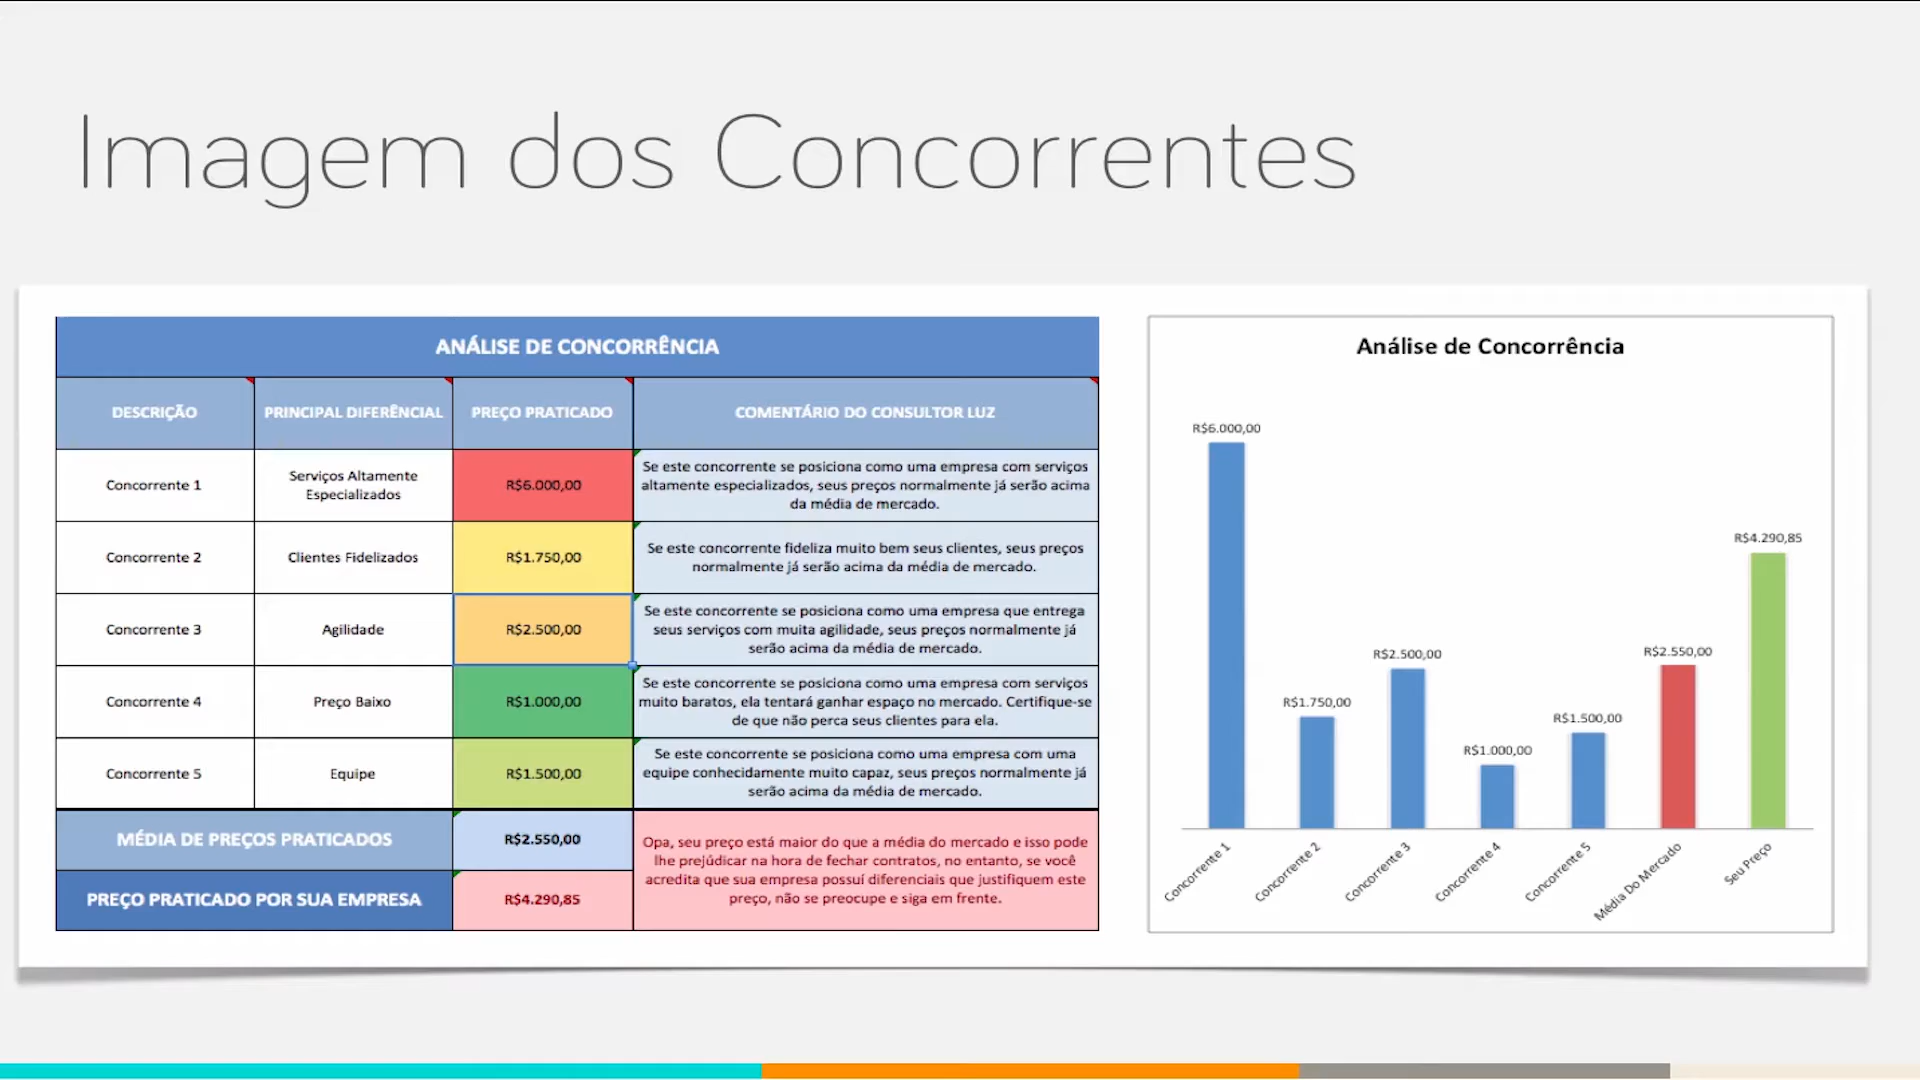 Imagem dos Concorrentes
ANÁLISE DE CONCORRÊNCIA
DESCRIÇÃO
PRINCIPAL DIFERÊNCIAL
PREÇO PRATICADO
COMENTÁRIO DO CONSULTOR LUZ
Concorrente 1
Serviços Altamente
Especializados
R$6.000,00
Se este concorrente se posiciona como uma empresa com serviços
altamente especializados, seus preços normalmente já serão acima
da média de mercado.
Concorrente 2
Clientes Fidelizados
R$1.750,00
Se este concorrente fideliza muito bem seus clientes, seus preços
normalmente já serão acima da média de mercado.
Concorrente 3
Agilidade
R$2.500,00
Se este concorrente se posiciona como uma empresa que entrega
seus serviços com muita agilidade, seus preços normalmente já
serão acima da média de mercado.
Concorrente 4
Preço Baixo
R$1.000,00
Se este concorrente se posiciona como uma empresa com serviços
muito baratos, ela tentará ganhar espaço no mercado. Certifique-se
de que não perca seus clientes para ela.
Concorrente 5
Equipe
R$1.500,00
Se este concorrente se posiciona como uma empresa com uma
equipe conhecidamente muito capaz, seus preços normalmente já
serão acima da média de mercado.
MÉDIA DE PREÇOS PRATICADOS
R$2.550,00
PREÇO PRATICADO POR SUA EMPRESA
R$4.290,85
Opa, seu preço está maior do que a média do mercado e isso pode
lhe prejúdicar na hora de fechar contratos, no entanto, se você
acredita que sua empresa possuí diferenciais que justifiquem este
preço, não se preocupe e siga em frente.
Análise de Concorrência
R$6.000,00
R$1.750,00
R$2.500,00
R$1.000,00
R$1.500,00
R$2.550,00
R$4.290,85
Concorrente 1
Concorrente 2
Concorrente 3
Concorrente 4
Concorrente 5
Média Do Mercado
Seu Preço